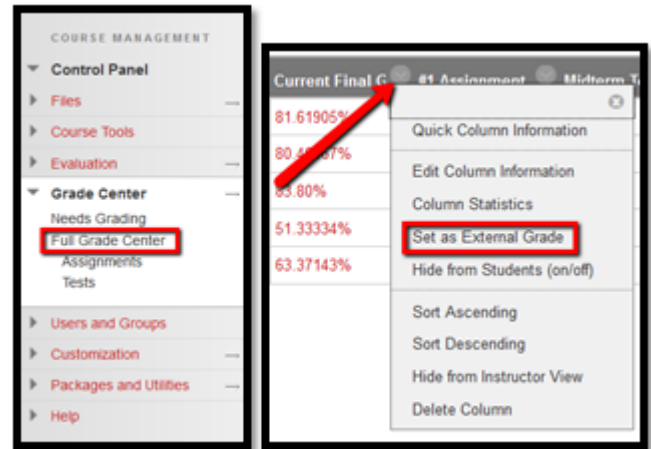 COURSE MANAGEMENT
Control Panel
Files
Course Tools
Evaluation
Grade Center
Needs Grading
Full Grade Center
Assignments
Tests
Users and Groups
Customization
Packages and Utilities
Help
Current Final G #1 Assignment Midterm T
81.61905%
80.4 67%
83.80%
51.33334%
63.37143%
Quick Column Information
Edit Column Information
Column Statistics
Set as External Grade
Hide from Students (on/off)
Sort Ascending
Sort Descending
Hide from Instructor View
Delete Column